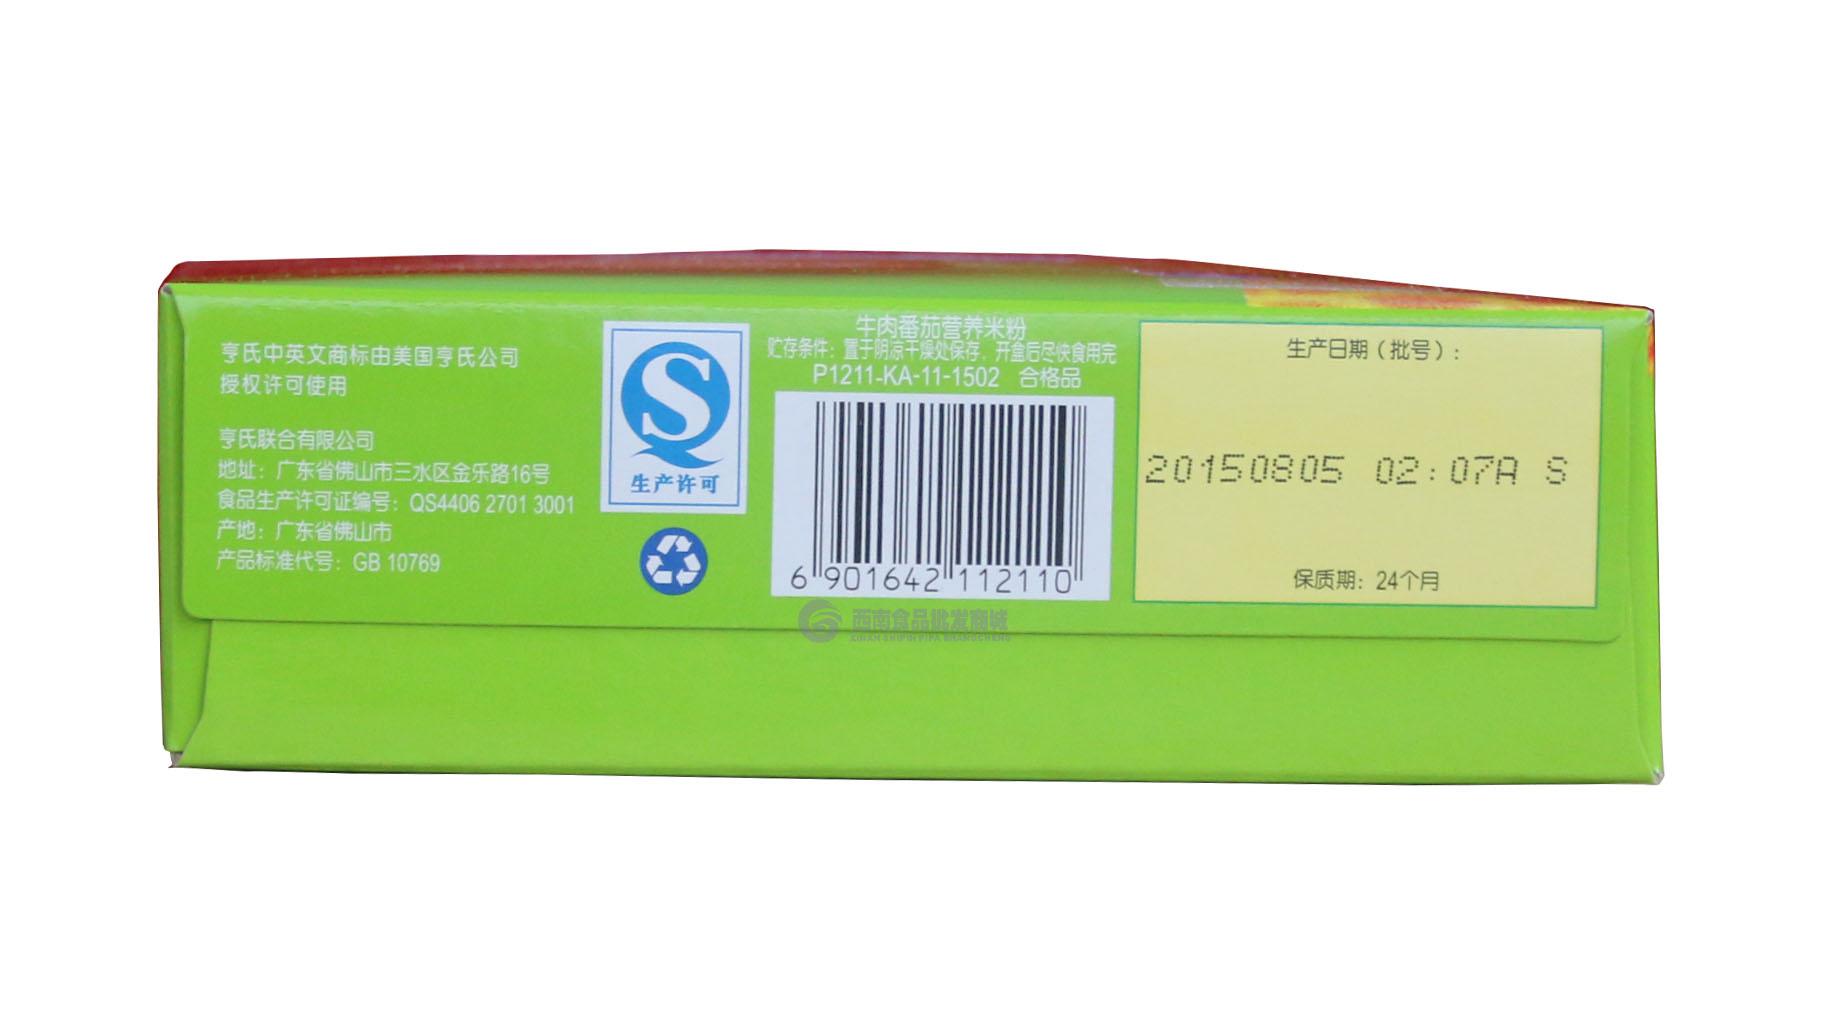 亨氏中英文商标由美国亨氏公司
授权许可使用
亨氏联合有限公司
地址：广东省佛山市三水区金乐路16号
食品生产许可证编号：QS4406 2701 3001
产地：广东省佛山市
产品标准代号：GB 10769
生产许可
牛肉番茄营养米粉
贮存条件：置于阴凉干燥处保存，开盒后尽快食用完
P1211-KA-11-1502 合格品
6 901642 112110
生产日期（批号）：
20150805 02:07A S
保质期：24个月
西南食品批发商城
XINAN SHIPIN PIFA SHANGCHENG